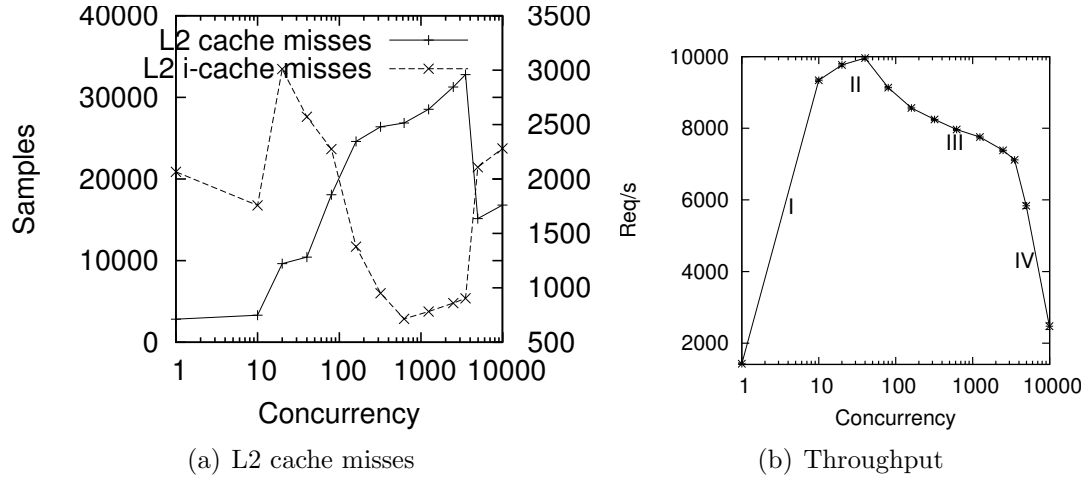 40000
30000
20000
10000
0
Samples
L2 cache misses
L2 i-cache misses
3500
3000
2500
2000
1500
1000
500
1 10 100 1000 10000
Concurrency
(a) L2 cache misses
10000
8000
6000
4000
2000
Req/s
I
II
III
IV
1 10 100 1000 10000
Concurrency
(b) Throughput